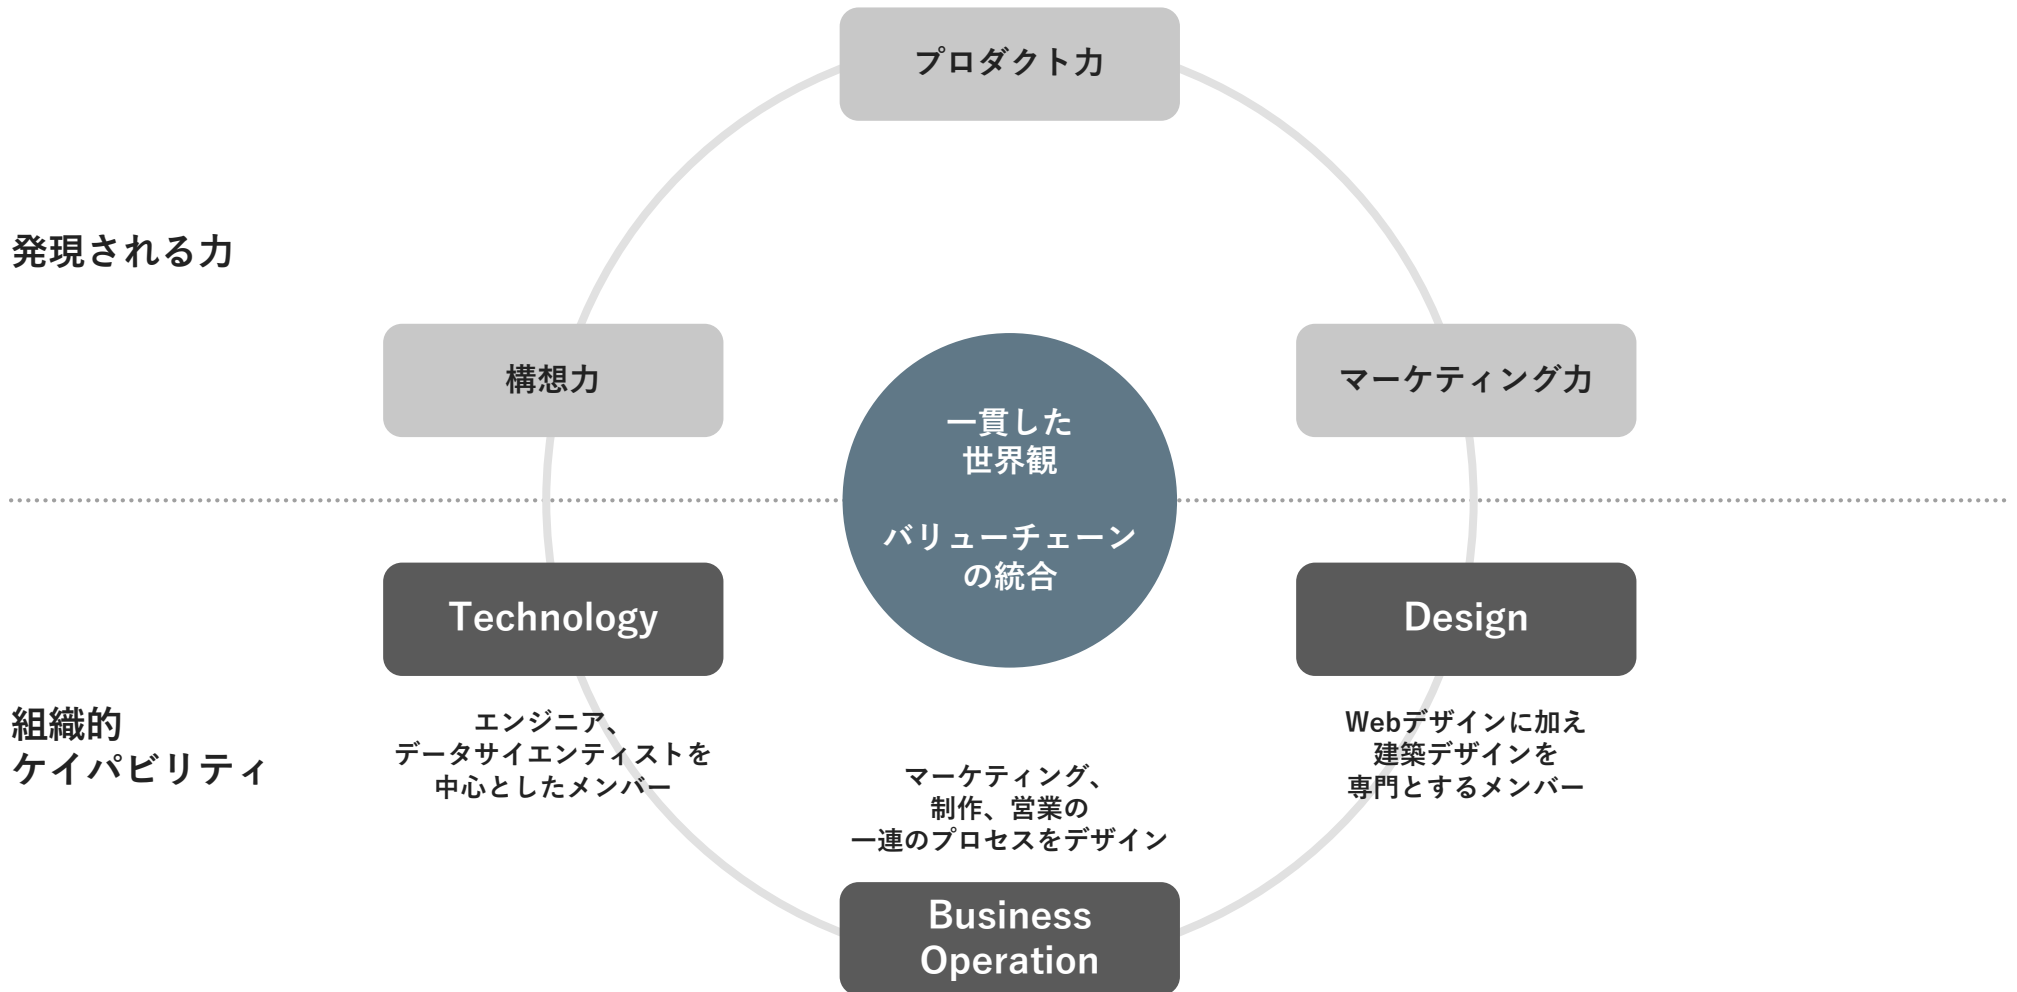 プロダクト力
発現される力
構想力
マーケティング力
一貫した
世界観
バリューチェーン
の統合
Technology
Design
組織的
ケイパビリティ
エンジニア、
データサイエンティストを
中心としたメンバー
Webデザインに加え
建築デザインを
専門とするメンバー
マーケティング、
制作、営業の
一連のプロセスをデザイン
Business
Operation